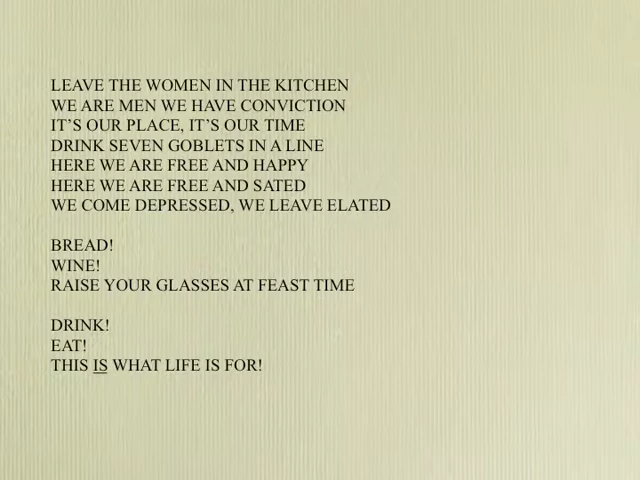 LEAVE THE WOMEN IN THE KITCHEN
WE ARE MEN WE HAVE CONVICTION
IT’S OUR PLACE, IT’S OUR TIME
DRINK SEVEN GOBLETS IN A LINE
HERE WE ARE FREE AND HAPPY
HERE WE ARE FREE AND SATED
WE COME DEPRESSED, WE LEAVE ELATED

BREAD!
WINE!
RAISE YOUR GLASSES AT FEAST TIME

DRINK!
EAT!
THIS IS WHAT LIFE IS FOR!